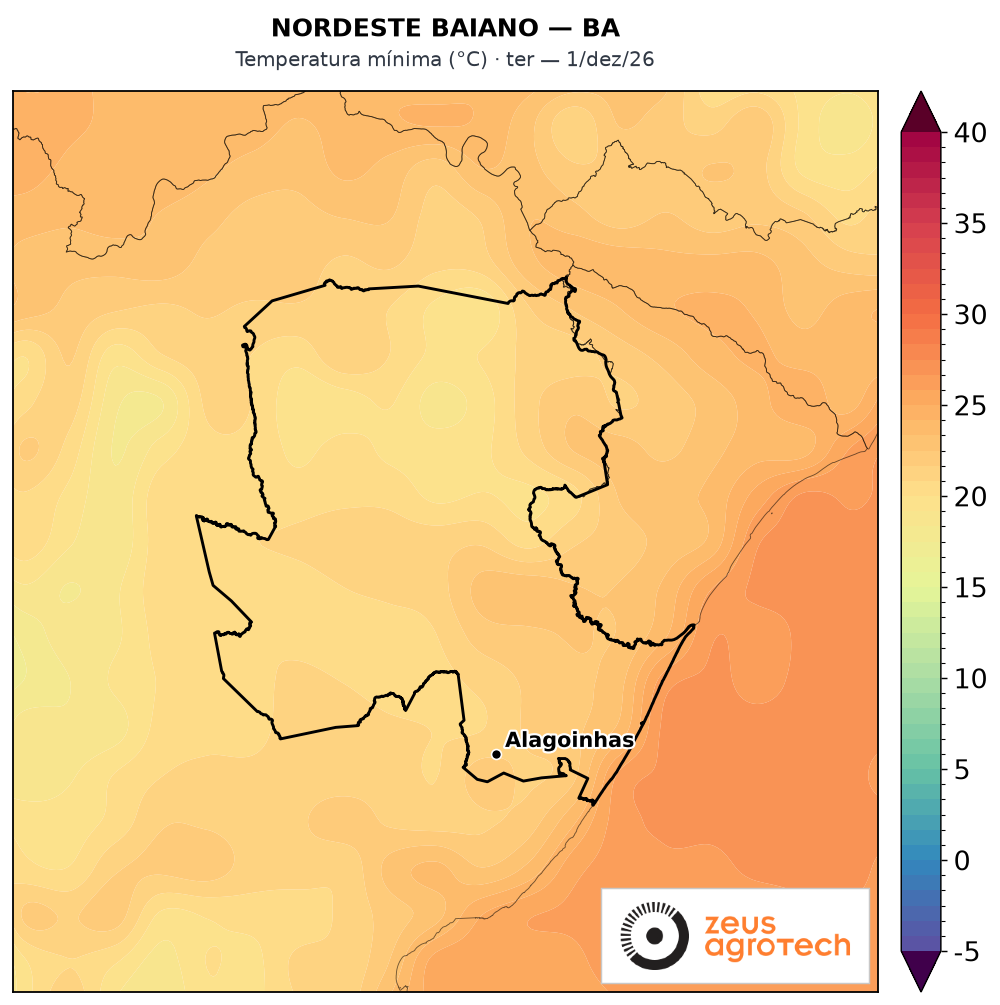 NORDESTE BAIANO — BA
Temperatura mínima (°C) · ter — 1/dez/26
40
35
30
25
20
15
10
5
0
-5
Alagoinhas
zeus
agrotech